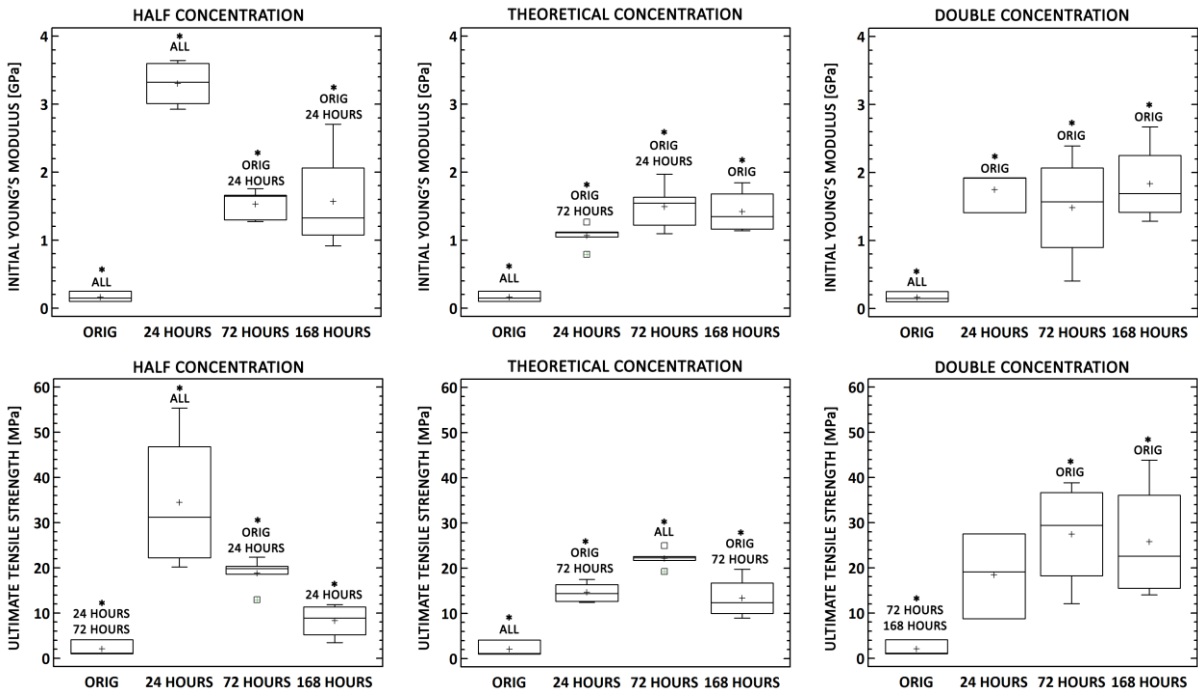 HALF CONCENTRATION
INITIAL YOUNG'S MODULUS [GPa]
4
3
2
1
0
*
ALL
*
ALL
*
ORIG
24 HOURS
*
ORIG
24 HOURS
ORIG 24 HOURS 72 HOURS 168 HOURS
THEORETICAL CONCENTRATION
INITIAL YOUNG'S MODULUS [GPa]
4
3
2
1
0
*
ALL
*
ORIG
72 HOURS
*
ORIG
24 HOURS
*
ORIG
ORIG 24 HOURS 72 HOURS 168 HOURS
DOUBLE CONCENTRATION
INITIAL YOUNG'S MODULUS [GPa]
4
3
2
1
0
*
ALL
*
ORIG
*
ORIG
*
ORIG
ORIG 24 HOURS 72 HOURS 168 HOURS
HALF CONCENTRATION
ULTIMATE TENSILE STRENGTH [MPa]
60
50
40
30
20
10
0
*
24 HOURS
72 HOURS
*
ALL
*
ORIG
24 HOURS
*
24 HOURS
ORIG 24 HOURS 72 HOURS 168 HOURS
THEORETICAL CONCENTRATION
ULTIMATE TENSILE STRENGTH [MPa]
60
50
40
30
20
10
0
*
ALL
*
ORIG
72 HOURS
*
ALL
*
ORIG
72 HOURS
ORIG 24 HOURS 72 HOURS 168 HOURS
DOUBLE CONCENTRATION
ULTIMATE TENSILE STRENGTH [MPa]
60
50
40
30
20
10
0
*
72 HOURS
168 HOURS
*
ORIG
*
ORIG
ORIG 24 HOURS 72 HOURS 168 HOURS